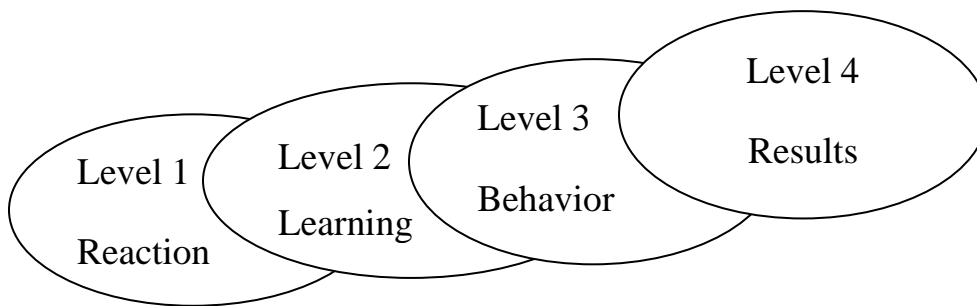 Level 1
Reaction
Level 2
Learning
Level 3
Behavior
Level 4
Results